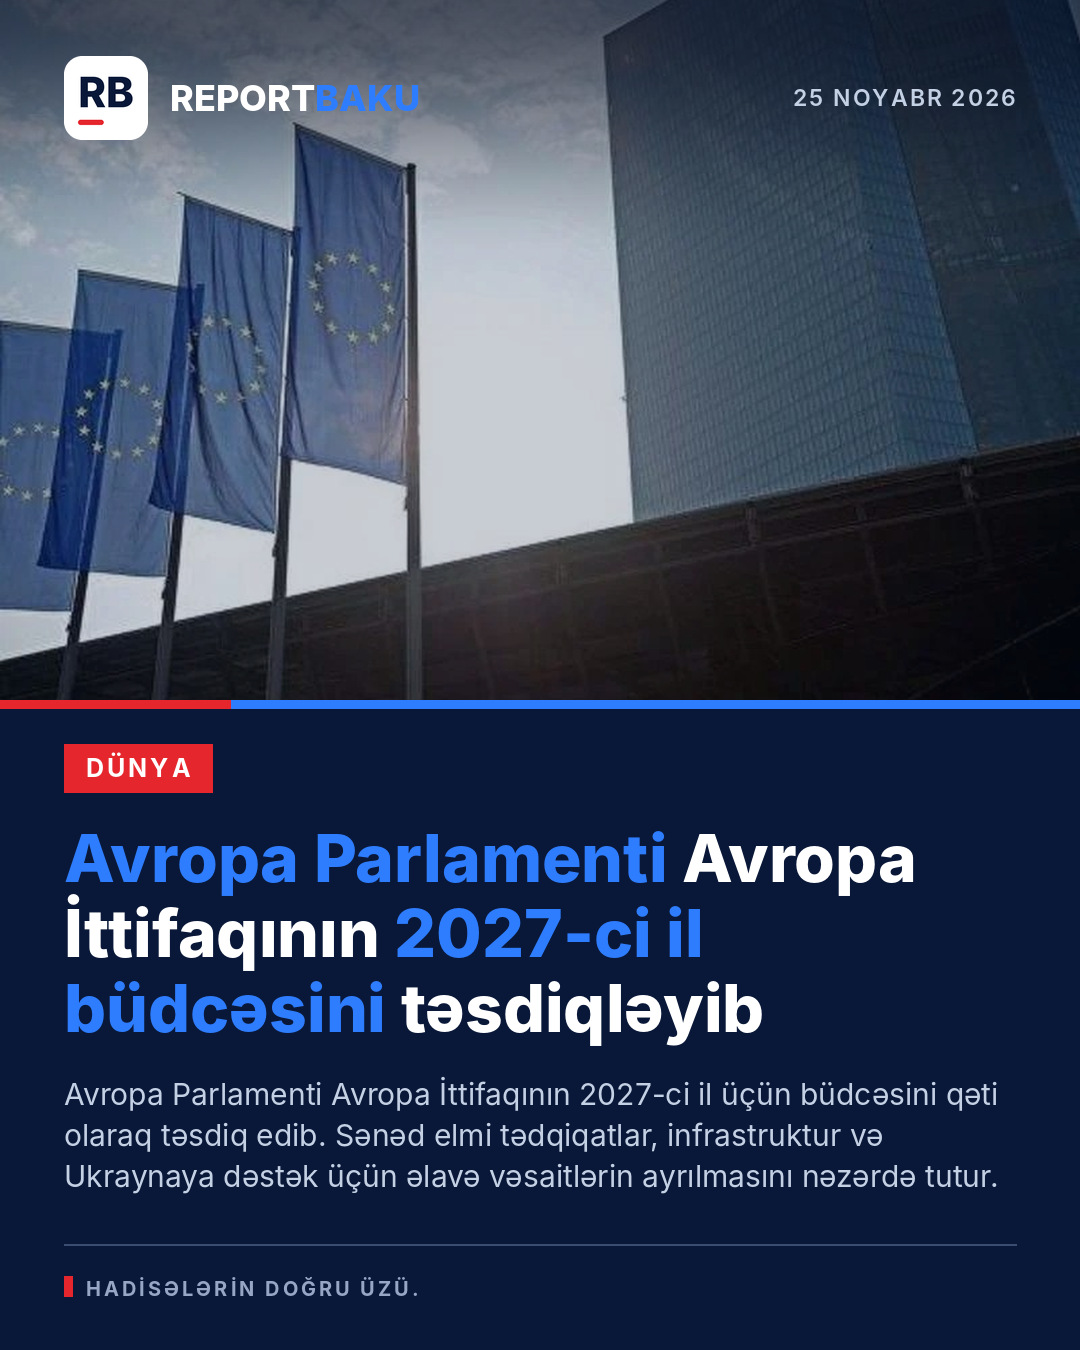 RB
REPORTBAKU
25 NOYABR 2026
DÜNYA
Avropa Parlamenti Avropa
İttifaqının 2027-ci il
büdcəsini təsdiqləyib
Avropa Parlamenti Avropa İttifaqının 2027-ci il üçün büdcəsini qəti
olaraq təsdiq edib. Sənəd elmi tədqiqatlar, infrastruktur və
Ukraynaya dəstək üçün əlavə vəsaitlərin ayrılmasını nəzərdə tutur.
HADİSƏLƏRİN DOĞRU ÜZÜ.